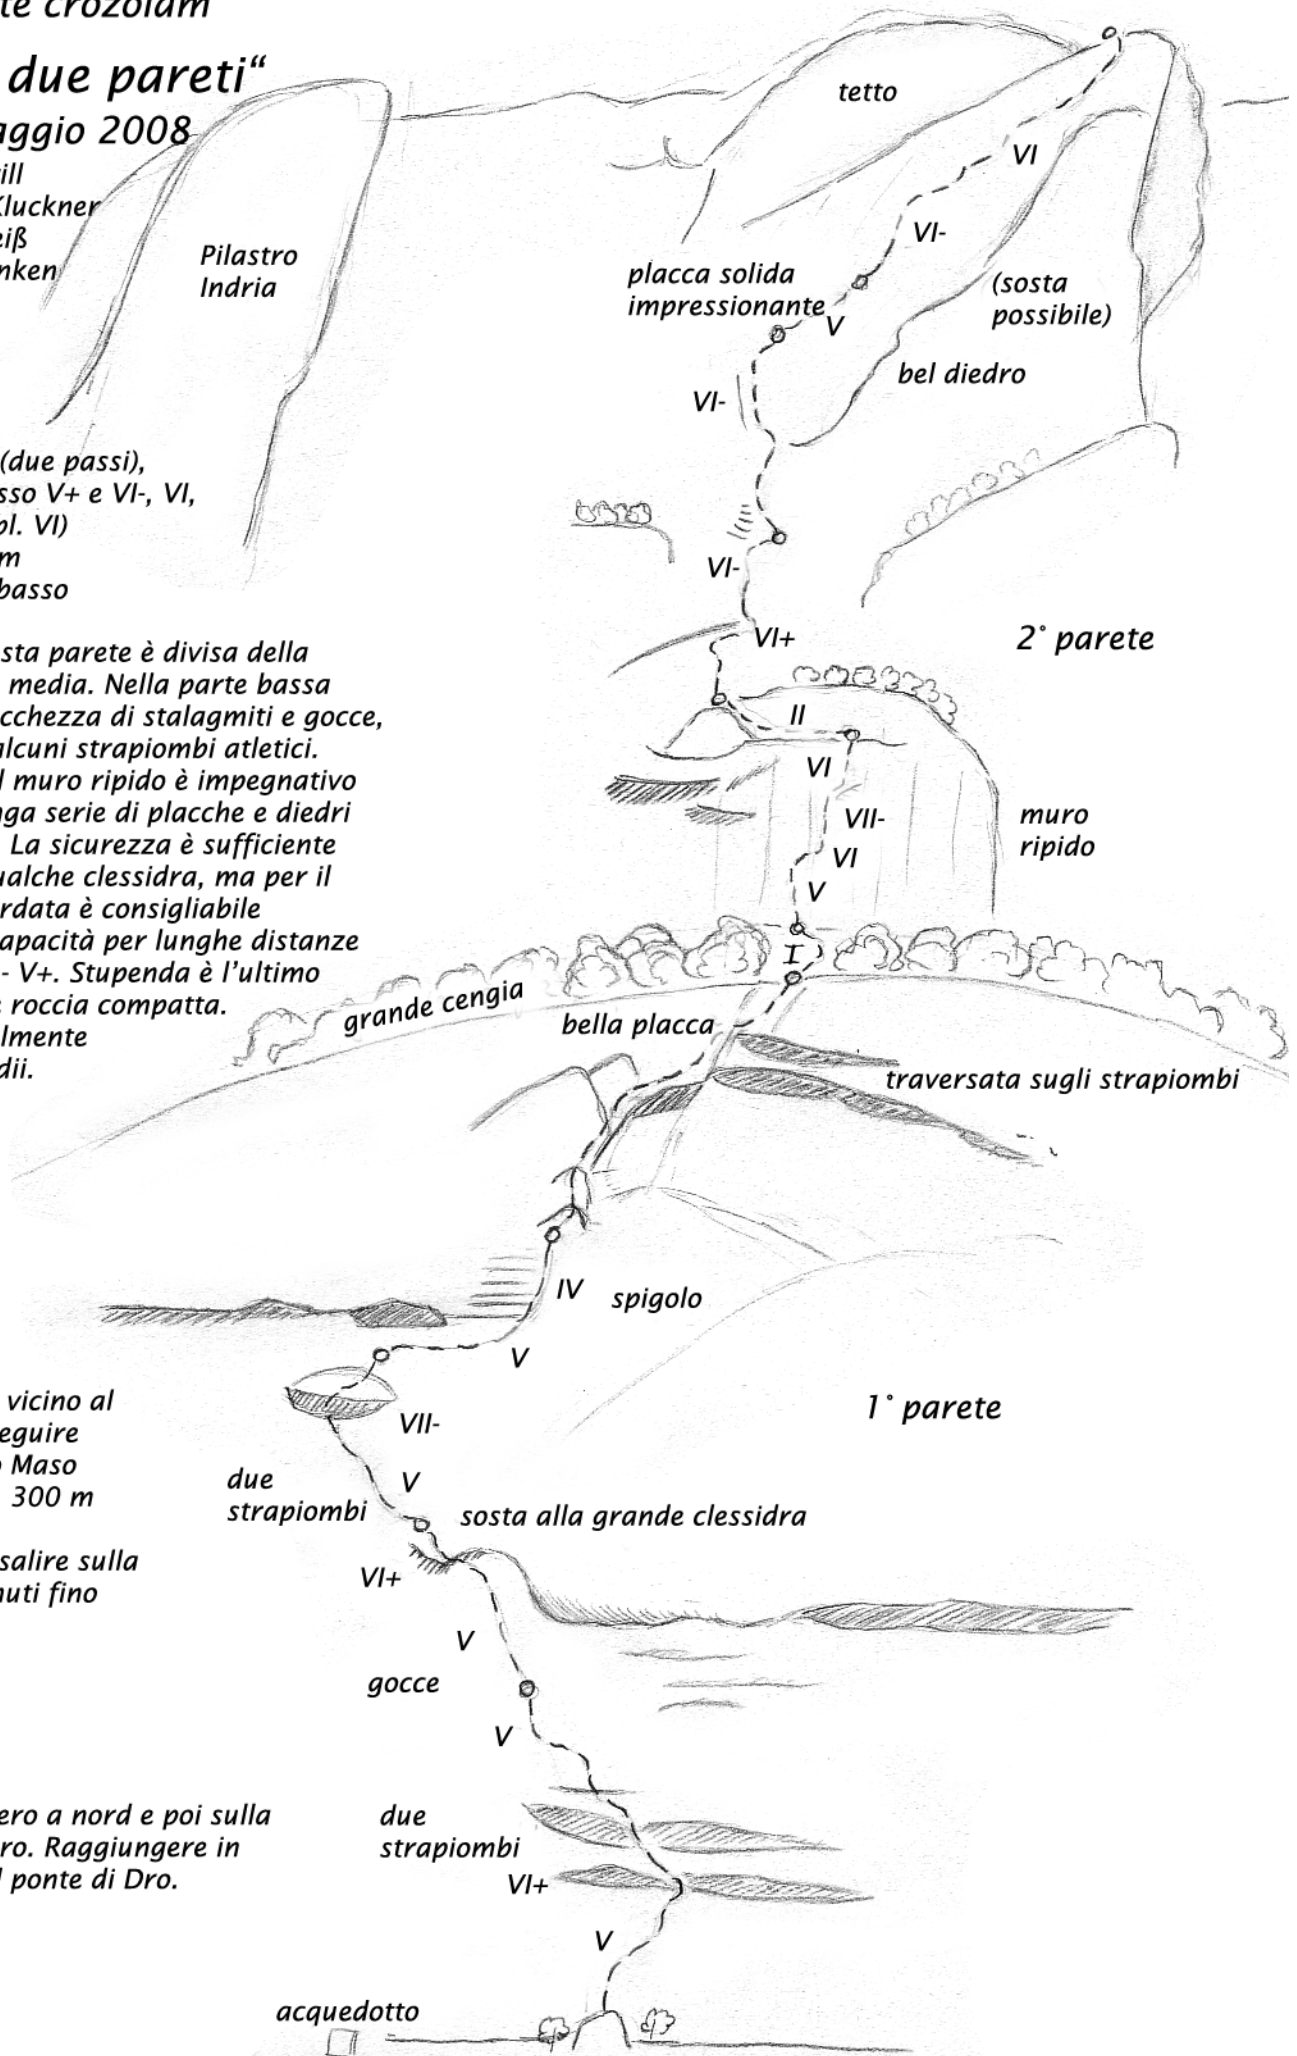 te crozolam
due pareti“
aggio 2008
ill
Kluckner
eiß
nken
tetto
VI
VI-
Pilastro
Indria
placca solida
impressionante
(sosta
possibile)
V
bel diedro
VI-
(due passi),
sso V+ e VI-, VI,
ol. VI)
m
basso
VI-
VI+
2° parete
sta parete è divisa della
media. Nella parte bassa
cchezza di stalagmiti e gocce,
alcuni strapiombi atletici.
l muro ripido è impegnativo
nga serie di placche e diedri
. La sicurezza è sufficiente
ualche clessidra, ma per il
rdata è consigliabile
apacità per lunghe distanze
- V+. Stupenda è l’ultimo
e roccia compatta.
lmente
dii.
II
VI
VII-
VI
V
muro
ripido
I
grande cengia
bella placca
traversata sugli strapiombi
IV
spigolo
V
vicino al
eguire
o Maso
300 m
salire sulla
nuti fino
1° parete
VII-
V
due
strapiombi
sosta alla grande clessidra
VI+
V
gocce
V
ero a nord e poi sulla
ro. Raggiungere in
l ponte di Dro.
due
strapiombi
VI+
V
acquedotto